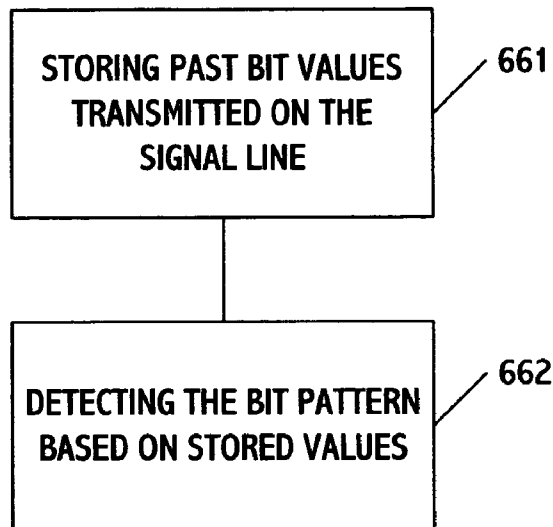 STORING PAST BIT VALUES
TRANSMITTED ON THE
SIGNAL LINE
661
DETECTING THE BIT PATTERN
BASED ON STORED VALUES
662